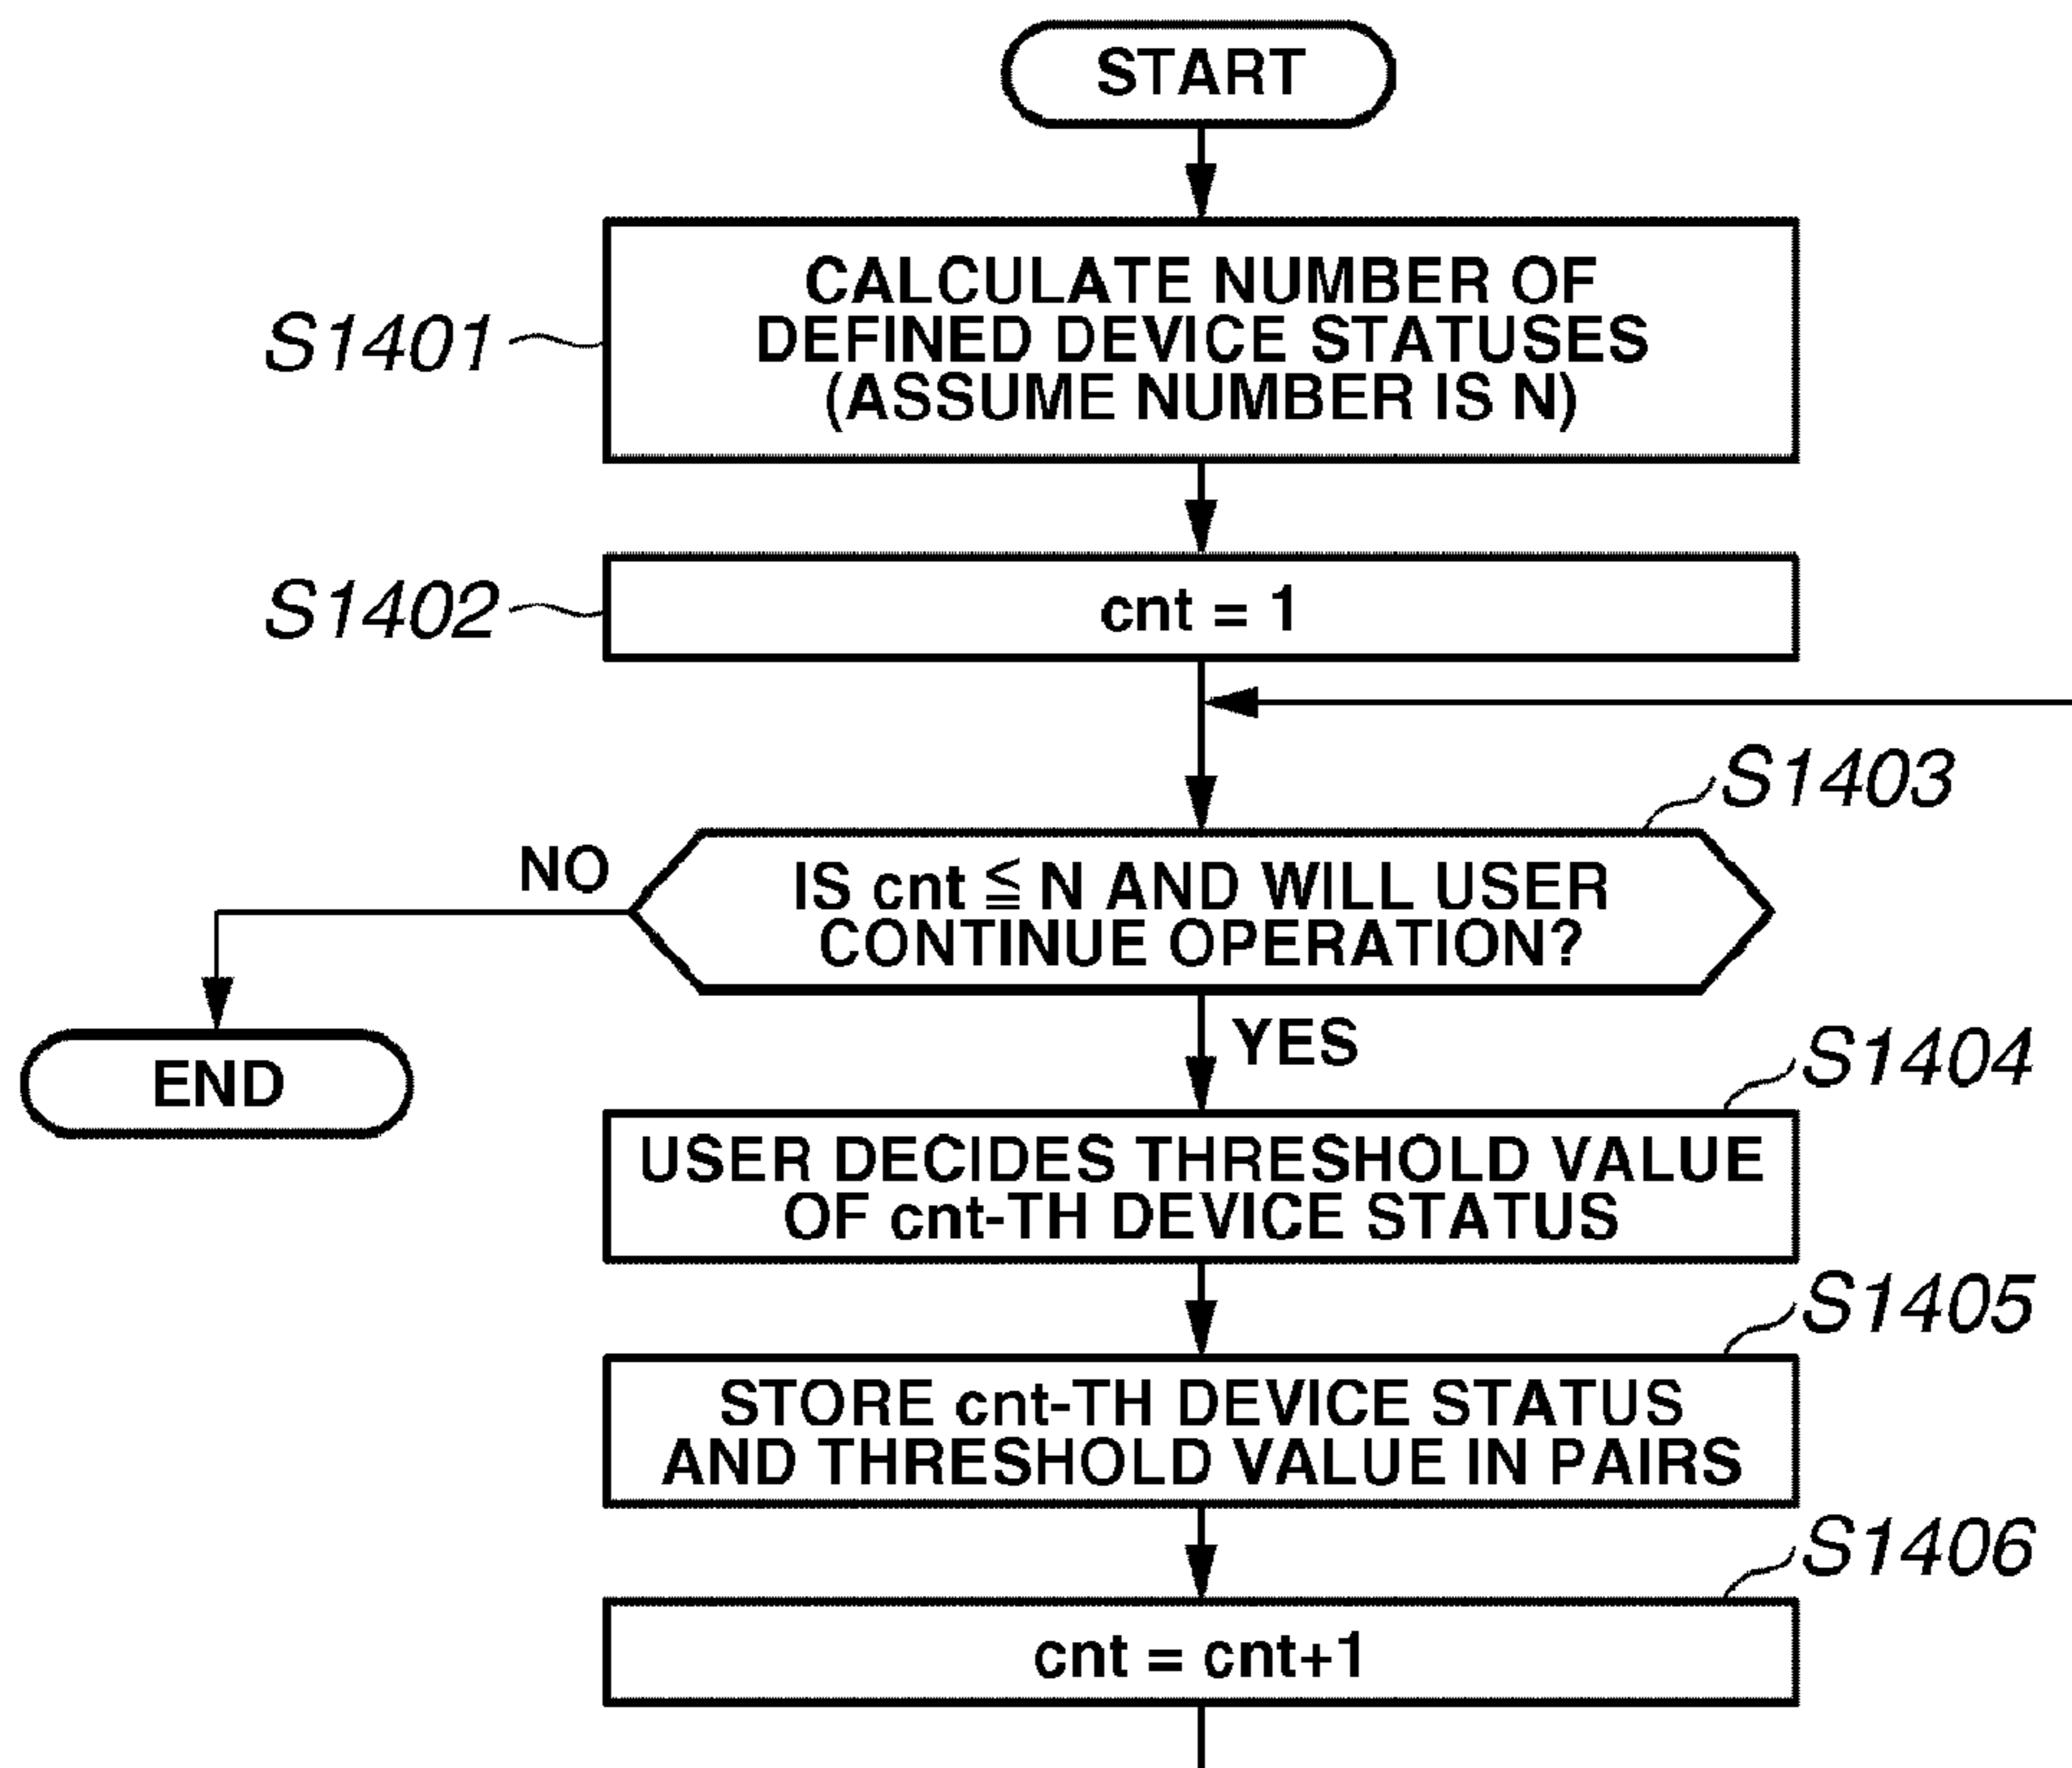 START
CALCULATE NUMBER OF
DEFINED DEVICE STATUSES
(ASSUME NUMBER IS N)
S1401
cnt = 1
S1402
S1403
NO
IS cnt ≦ N AND WILL USER
CONTINUE OPERATION?
YES
END
S1404
USER DECIDES THRESHOLD VALUE
OF cnt-TH DEVICE STATUS
S1405
STORE cnt-TH DEVICE STATUS
AND THRESHOLD VALUE IN PAIRS
S1406
cnt = cnt+1